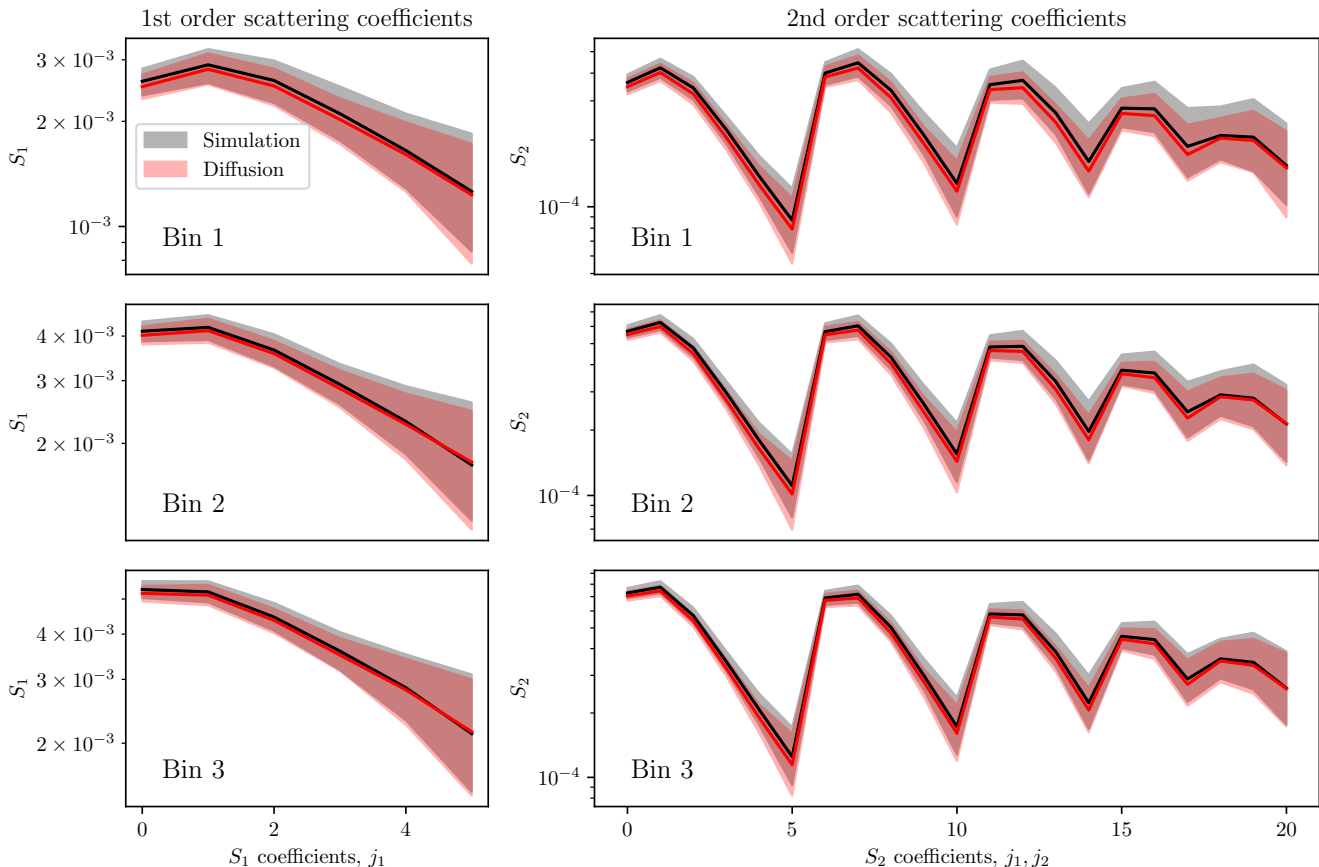 1st order scattering coefficients
2nd order scattering coefficients
3 × 10⁻³
2 × 10⁻³
10⁻³
S₁
Simulation
Diffusion
Bin 1
10⁻⁴
S₂
Bin 1
4 × 10⁻³
3 × 10⁻³
2 × 10⁻³
S₁
Bin 2
10⁻⁴
S₂
Bin 2
4 × 10⁻³
3 × 10⁻³
2 × 10⁻³
S₁
Bin 3
10⁻⁴
S₂
Bin 3
0 2 4
0 5 10 15 20
S₁ coefficients, j₁
S₂ coefficients, j₁, j₂